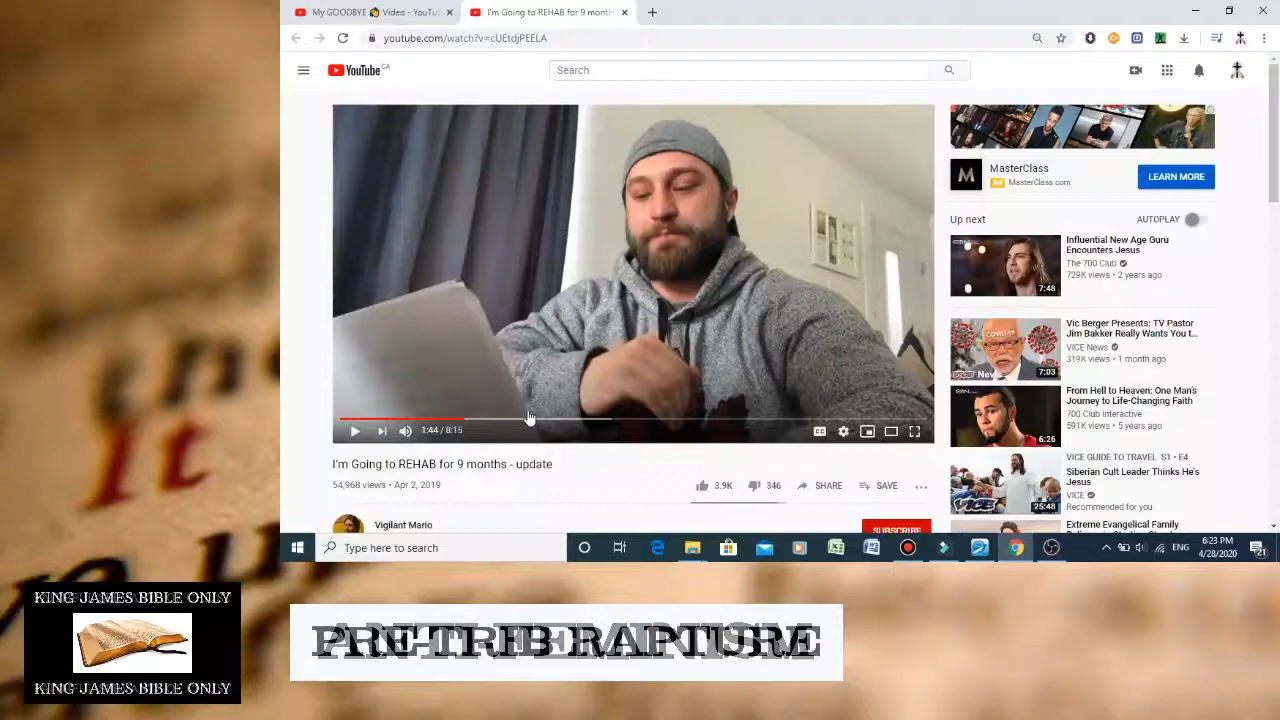 My GOODBYE 👋 Video - YouTub
I'm Going to REHAB for 9 month
youtube.com/watch?v=cUEtdjPEELA
YouTube CA
Search
MasterClass
Ad MasterClass.com
LEARN MORE
Up next
AUTOPLAY
Influential New Age Guru
Encounters Jesus
The 700 Club
729K views • 2 years ago
7:48
Vic Berger Presents: TV Pastor
Jim Bakker Really Wants You t...
VICE News
319K views • 1 month ago
COVID-19
7:03
From Hell to Heaven: One Man's
Journey to Life-Changing Faith
700 Club Interactive
591K views • 5 years ago
6:26
VICE GUIDE TO TRAVEL S1 • E4
Siberian Cult Leader Thinks He's
Jesus
VICE
Recommended for you
25:48
Extreme Evangelical Family
1:44 / 8:15
I'm Going to REHAB for 9 months - update
54,968 views • Apr 2, 2019
3.9K
346
SHARE
SAVE
Vigilant Mario
SUBSCRIBE
Type here to search
ENG
6:23 PM
4/28/2020
21
It
KING JAMES BIBLE ONLY
KING JAMES BIBLE ONLY